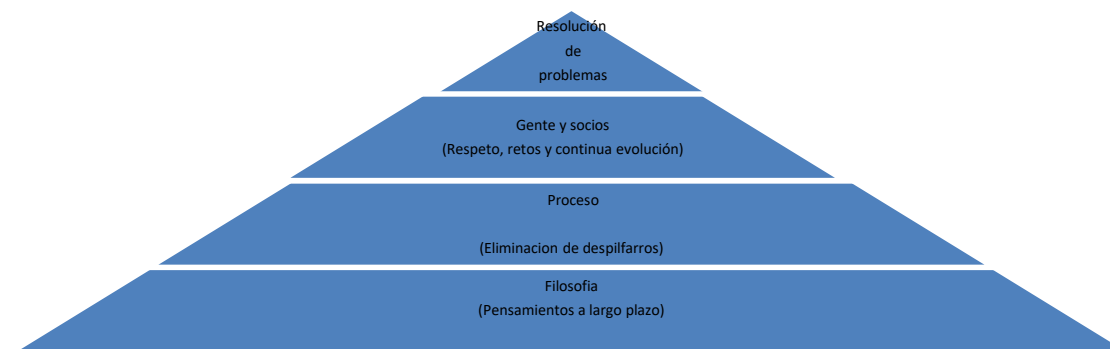 Resolución
de
problemas
Gente y socios
(Respeto, retos y continua evolución)
Proceso
(Eliminacion de despilfarros)
Filosofia
(Pensamientos a largo plazo)